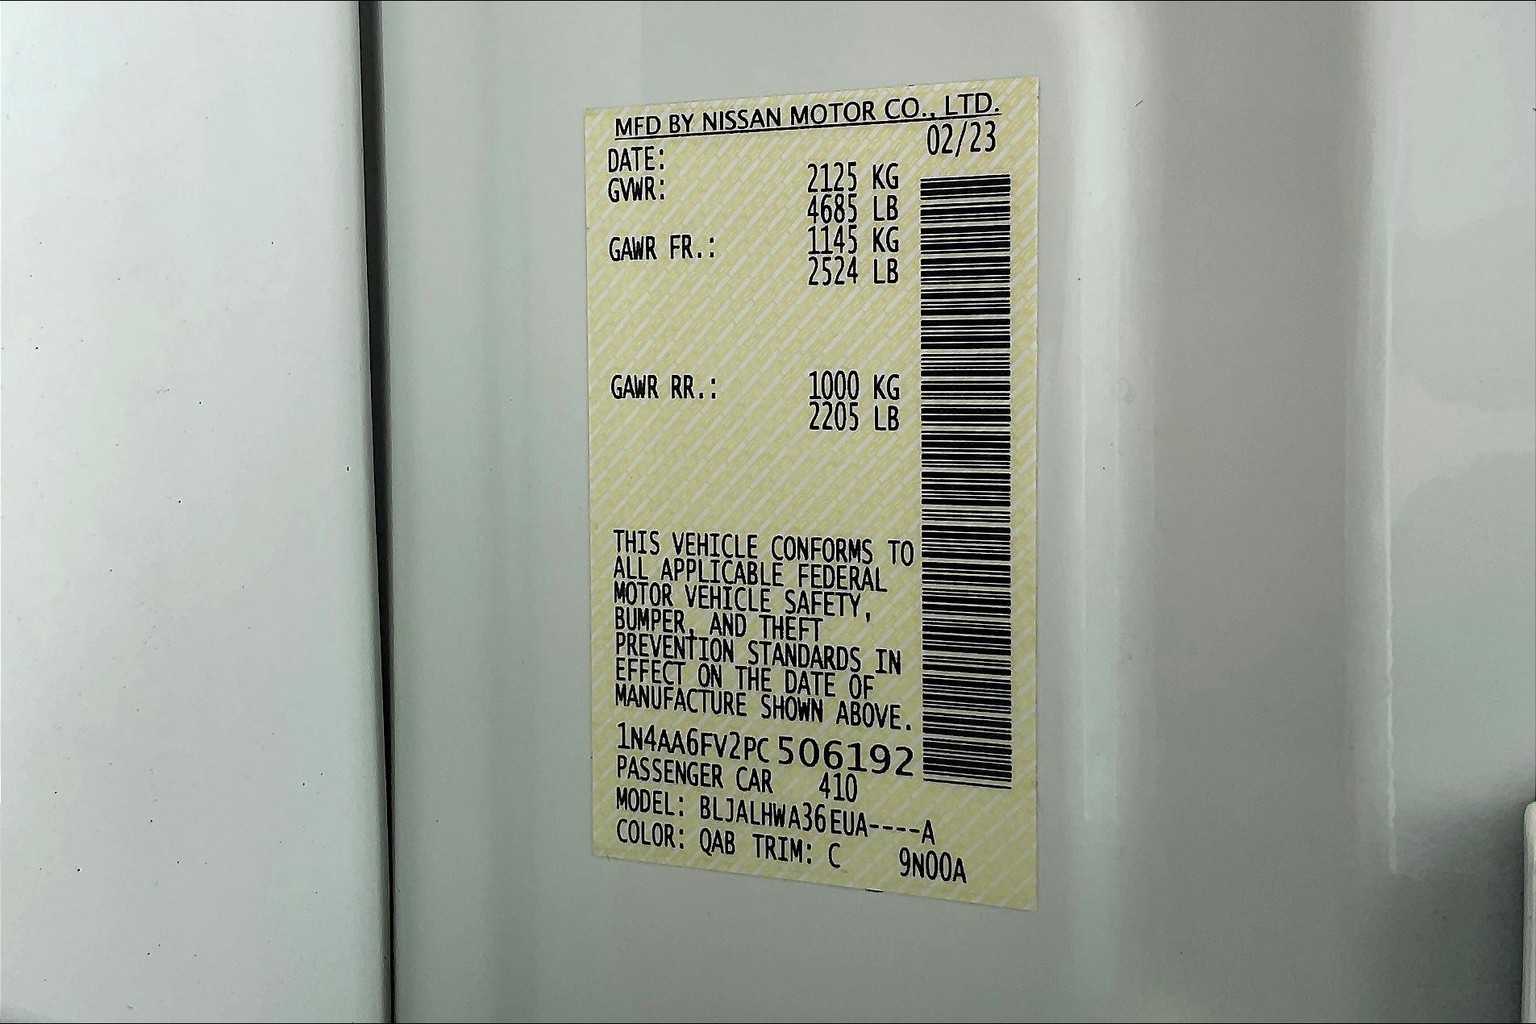 MFD BY NISSAN MOTOR CO., LTD.
DATE: 02/23
GVWR: 2125 KG
4685 LB
GAWR FR.: 1145 KG
2524 LB
GAWR RR.: 1000 KG
2205 LB
THIS VEHICLE CONFORMS TO
ALL APPLICABLE FEDERAL
MOTOR VEHICLE SAFETY,
BUMPER, AND THEFT
PREVENTION STANDARDS IN
EFFECT ON THE DATE OF
MANUFACTURE SHOWN ABOVE.
1N4AA6FV2PC506192
PASSENGER CAR 410
MODEL: BLJALHWA36EUA----A
COLOR: QAB TRIM: C 9N00A